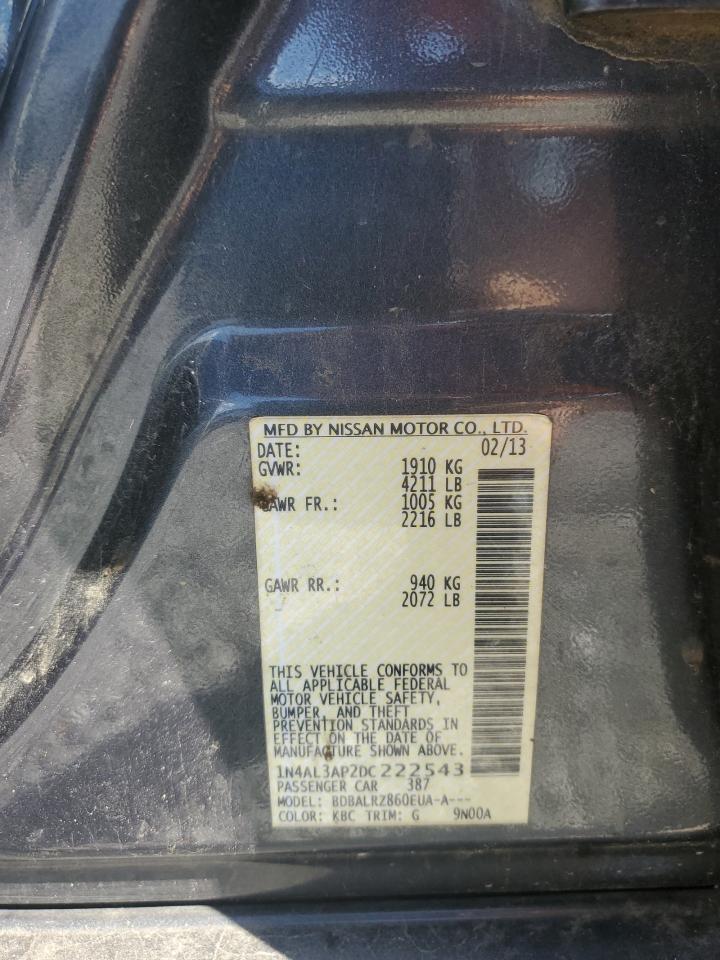 MFD BY NISSAN MOTOR CO., LTD.
DATE: 02/13
GVWR: 1910 KG
4211 LB
GAWR FR.: 1005 KG
2216 LB
GAWR RR.: 940 KG
2072 LB
THIS VEHICLE CONFORMS TO
ALL APPLICABLE FEDERAL
MOTOR VEHICLE SAFETY,
BUMPER, AND THEFT
PREVENTION STANDARDS IN
EFFECT ON THE DATE OF
MANUFACTURE SHOWN ABOVE.
1N4AL3AP2DC222543
PASSENGER CAR 387
MODEL: BDBALRZ860EUA-A---
COLOR: KBC TRIM: G 9N00A